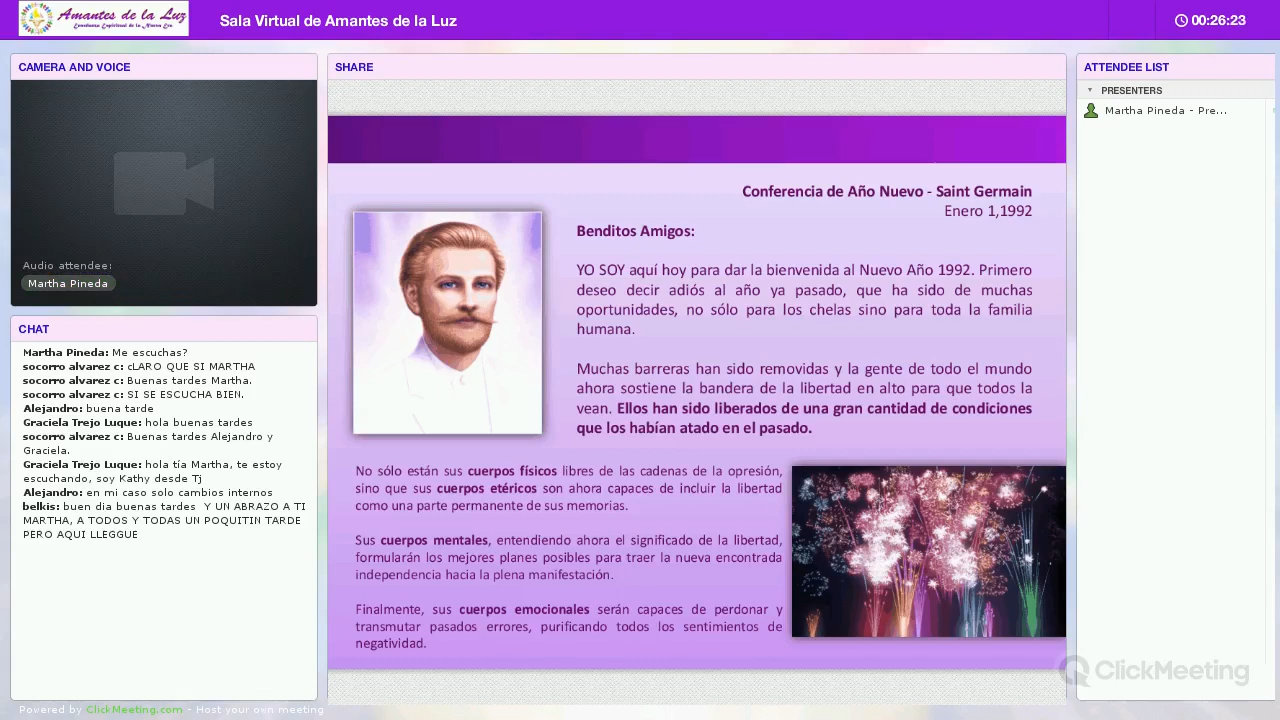 Amantes de la Luz
Enseñanza Espiritual de la Nueva Era
Sala Virtual de Amantes de la Luz
00:26:23
CAMERA AND VOICE
Audio attendee:
Martha Pineda
CHAT
Martha Pineda: Me escuchas?
socorro alvarez c: cLARO QUE SI MARTHA
socorro alvarez c: Buenas tardes Martha.
socorro alvarez c: SI SE ESCUCHA BIEN.
Alejandro: buena tarde
Graciela Trejo Luque: hola buenas tardes
socorro alvarez c: Buenas tardes Alejandro y
Graciela.
Graciela Trejo Luque: hola tía Martha, te estoy
escuchando, soy Kathy desde Tj
Alejandro: en mi caso solo cambios internos
belkis: buen dia buenas tardes  Y UN ABRAZO A TI
MARTHA, A TODOS Y TODAS UN POQUITIN TARDE
PERO AQUI LLEGGUE
Powered by ClickMeeting.com - Host your own meeting
SHARE
Conferencia de Año Nuevo - Saint Germain
Enero 1,1992
Benditos Amigos:
YO SOY aquí hoy para dar la bienvenida al Nuevo Año 1992. Primero
deseo decir adiós al año ya pasado, que ha sido de muchas
oportunidades, no sólo para los chelas sino para toda la familia
humana.
Muchas barreras han sido removidas y la gente de todo el mundo
ahora sostiene la bandera de la libertad en alto para que todos la
vean. Ellos han sido liberados de una gran cantidad de condiciones
que los habían atado en el pasado.
No sólo están sus cuerpos físicos libres de las cadenas de la opresión,
sino que sus cuerpos etéricos son ahora capaces de incluir la libertad
como una parte permanente de sus memorias.
Sus cuerpos mentales, entendiendo ahora el significado de la libertad,
formularán los mejores planes posibles para traer la nueva encontrada
independencia hacia la plena manifestación.
Finalmente, sus cuerpos emocionales serán capaces de perdonar y
transmutar pasados errores, purificando todos los sentimientos de
negatividad.
ATTENDEE LIST
PRESENTERS
Martha Pineda - Pre...
ClickMeeting